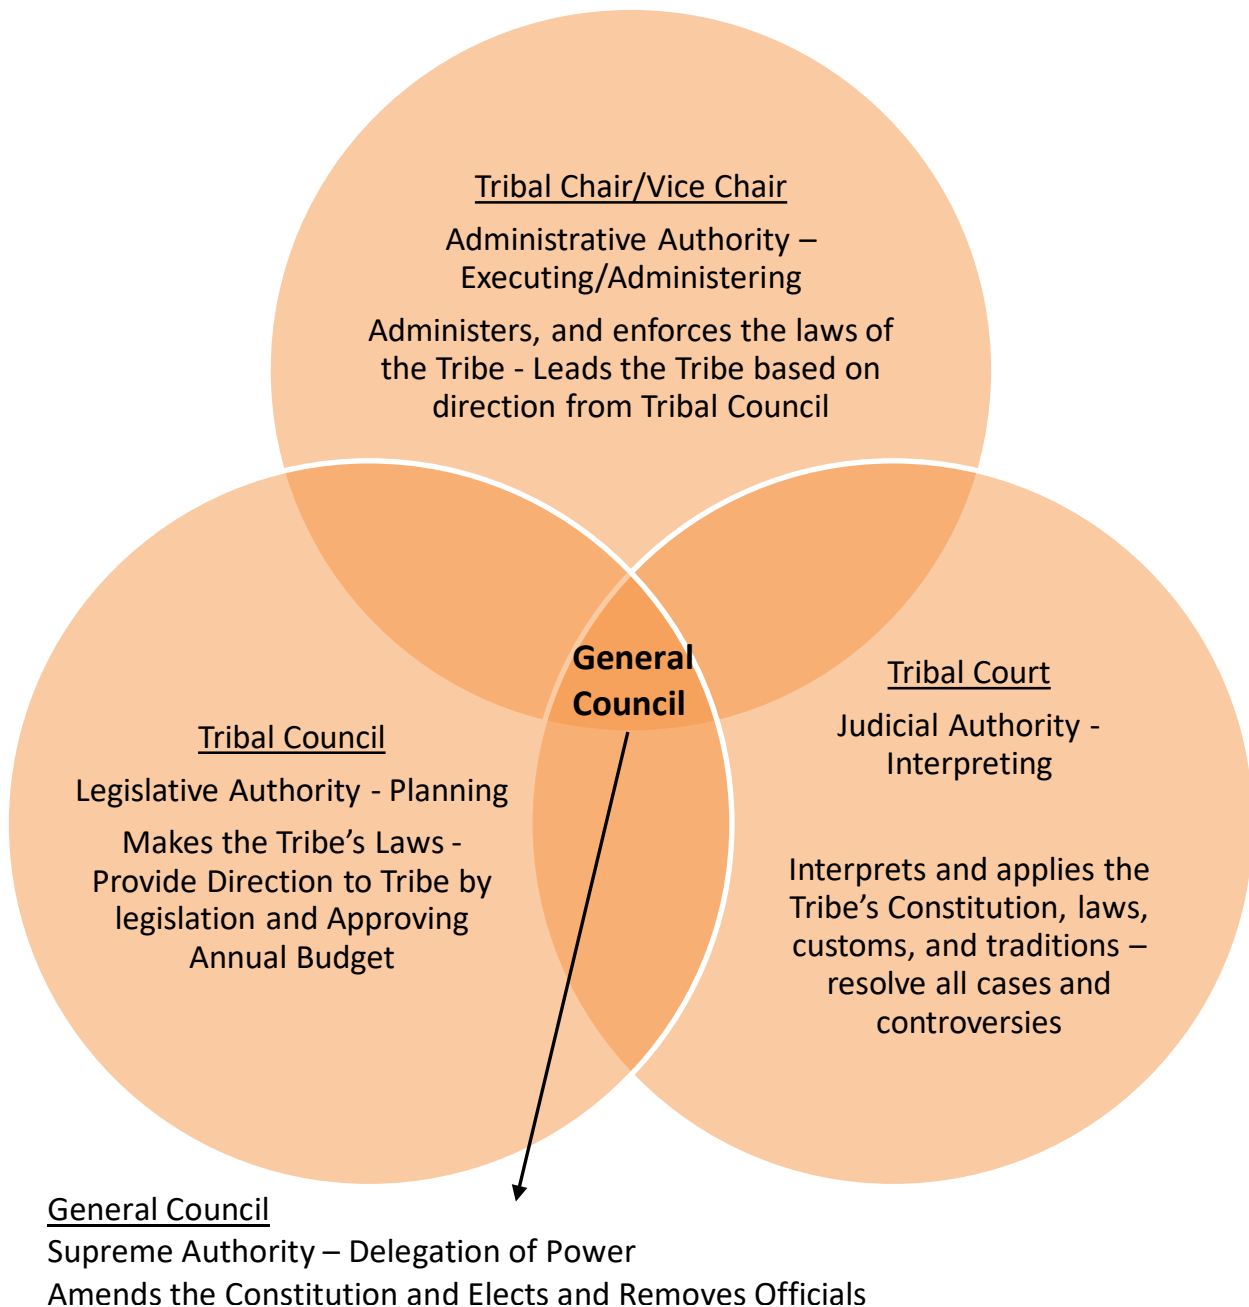 Tribal Chair/Vice Chair
Administrative Authority –
Executing/Administering
Administers, and enforces the laws of
the Tribe - Leads the Tribe based on
direction from Tribal Council
General
Council
Tribal Council
Legislative Authority - Planning
Makes the Tribe’s Laws -
Provide Direction to Tribe by
legislation and Approving
Annual Budget
Tribal Court
Judicial Authority -
Interpreting
Interprets and applies the
Tribe’s Constitution, laws,
customs, and traditions –
resolve all cases and
controversies
General Council
Supreme Authority – Delegation of Power
Amends the Constitution and Elects and Removes Officials